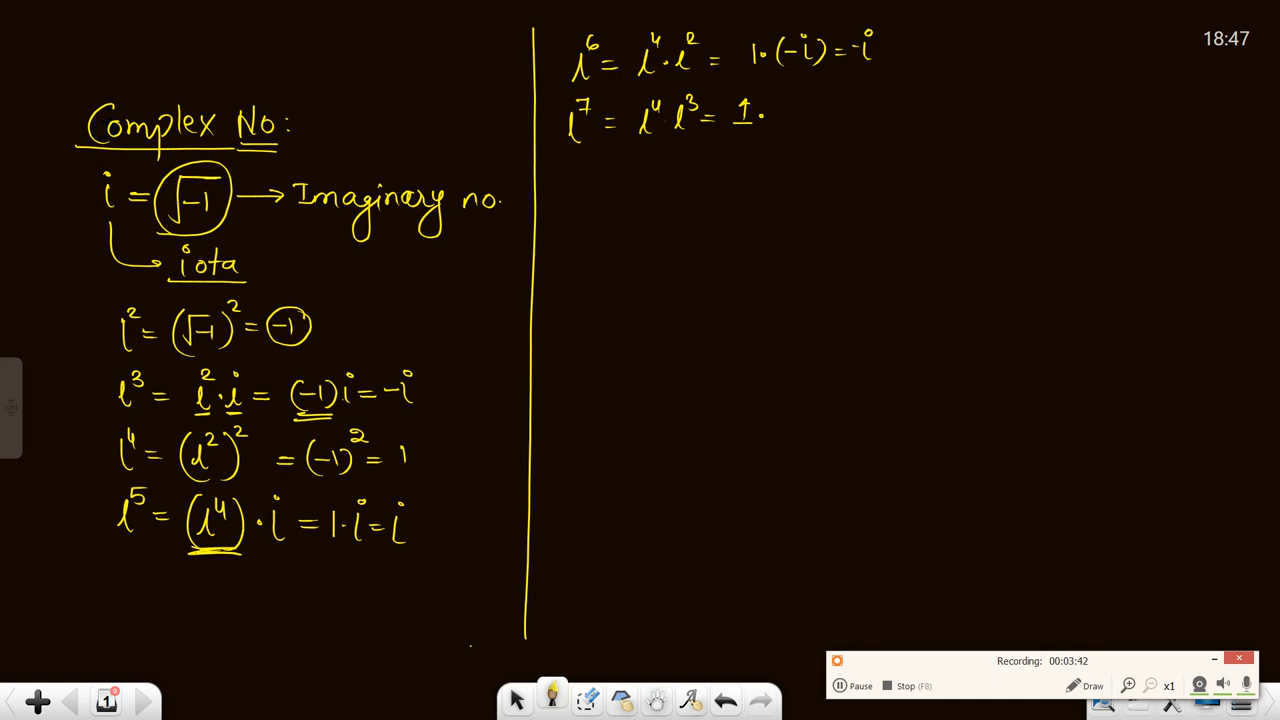 Complex No:
i = √-1 → Imaginary no.
iota
i² = (√-1)² = -1
i³ = i²·i = (-1)i = -i
i⁴ = (i²)² = (-1)² = 1
i⁵ = (i⁴)·i = 1·i = i
i⁶ = i⁴·i² = 1·(-i) = -i
i⁷ = i⁴·i³ = 1·
18:47
Recording: 00:03:42
Pause Stop (F8) Draw x1
1 0